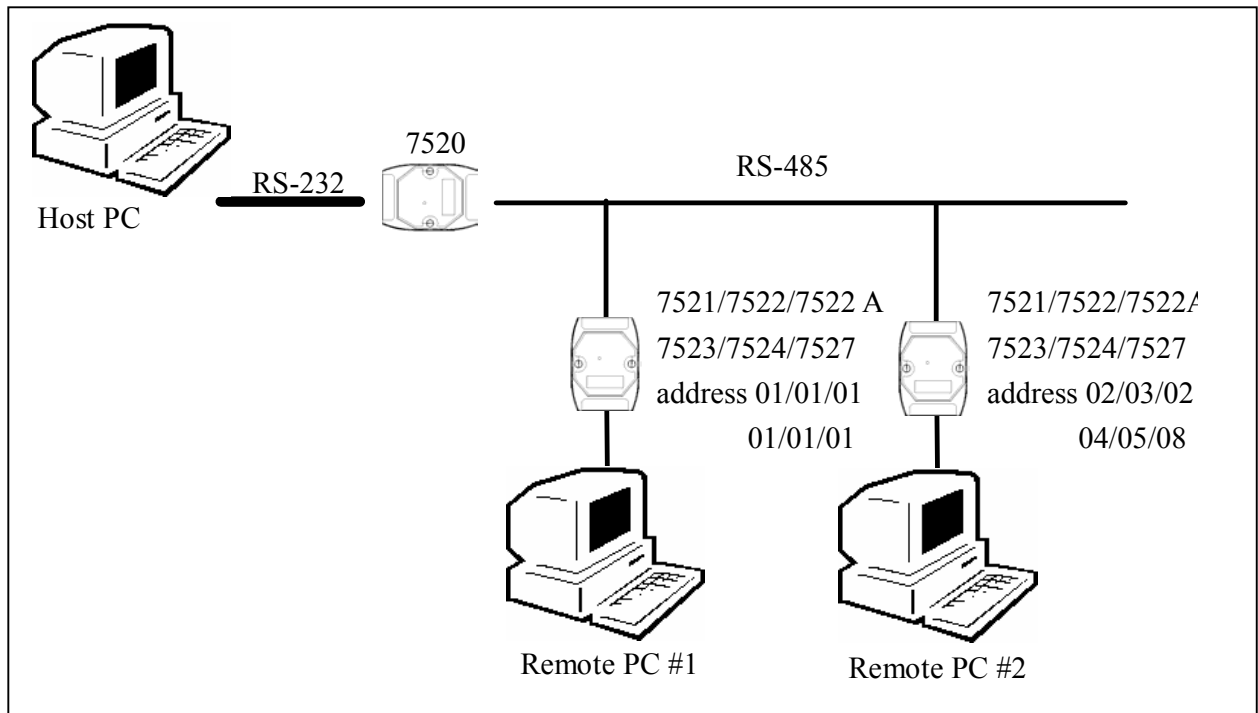 7520
RS-232
RS-485
Host PC
7521/7522/7522 A
7523/7524/7527
address 01/01/01
01/01/01
7521/7522/7522A
7523/7524/7527
address 02/03/02
04/05/08
Remote PC #1
Remote PC #2